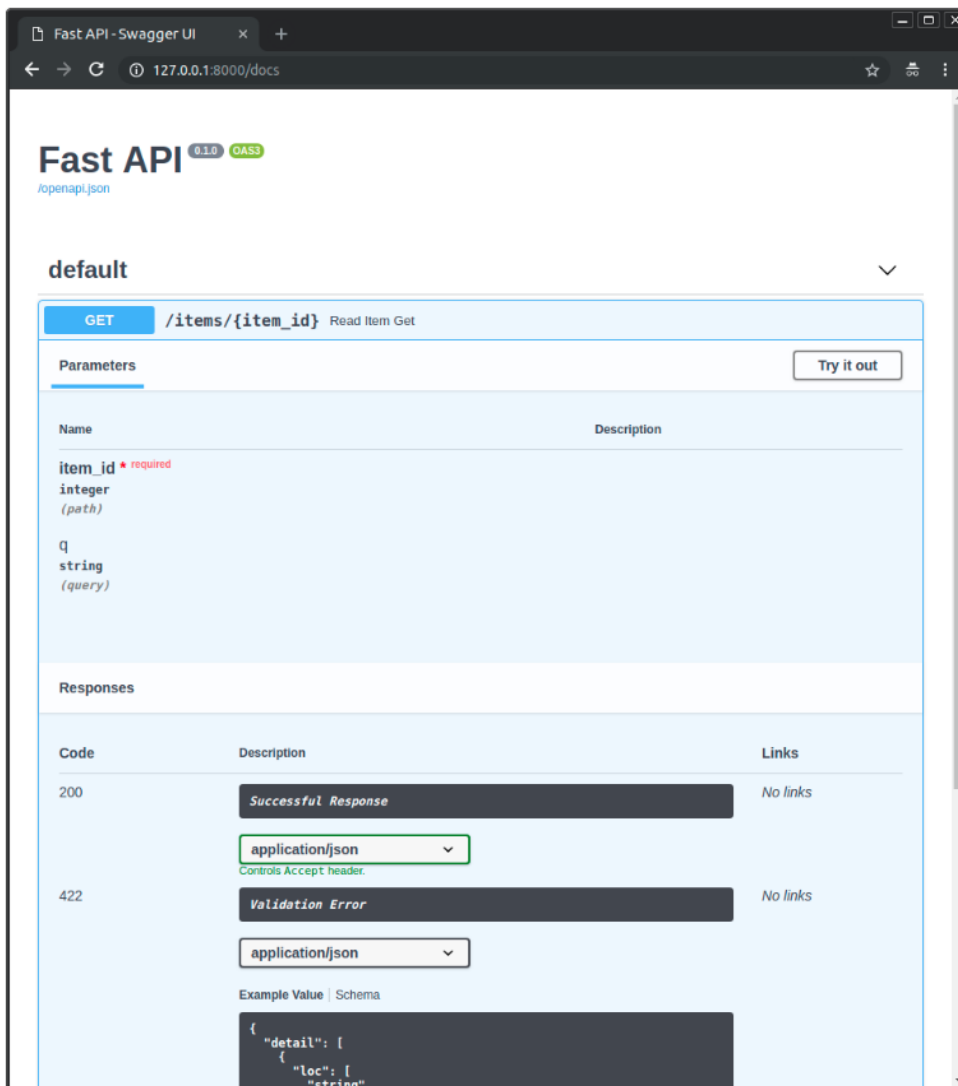 Fast API - Swagger UI
127.0.0.1:8000/docs
Fast API 0.1.0 OAS3
/openapi.json
default
GET /items/{item_id} Read Item Get
Parameters Try it out
Name Description
item_id * required
integer
(path)
q
string
(query)
Responses
Code Description Links
200 Successful Response No links
application/json
Controls Accept header.
422 Validation Error No links
application/json
Example Value | Schema
{
"detail": [
{
"loc": [
"string"